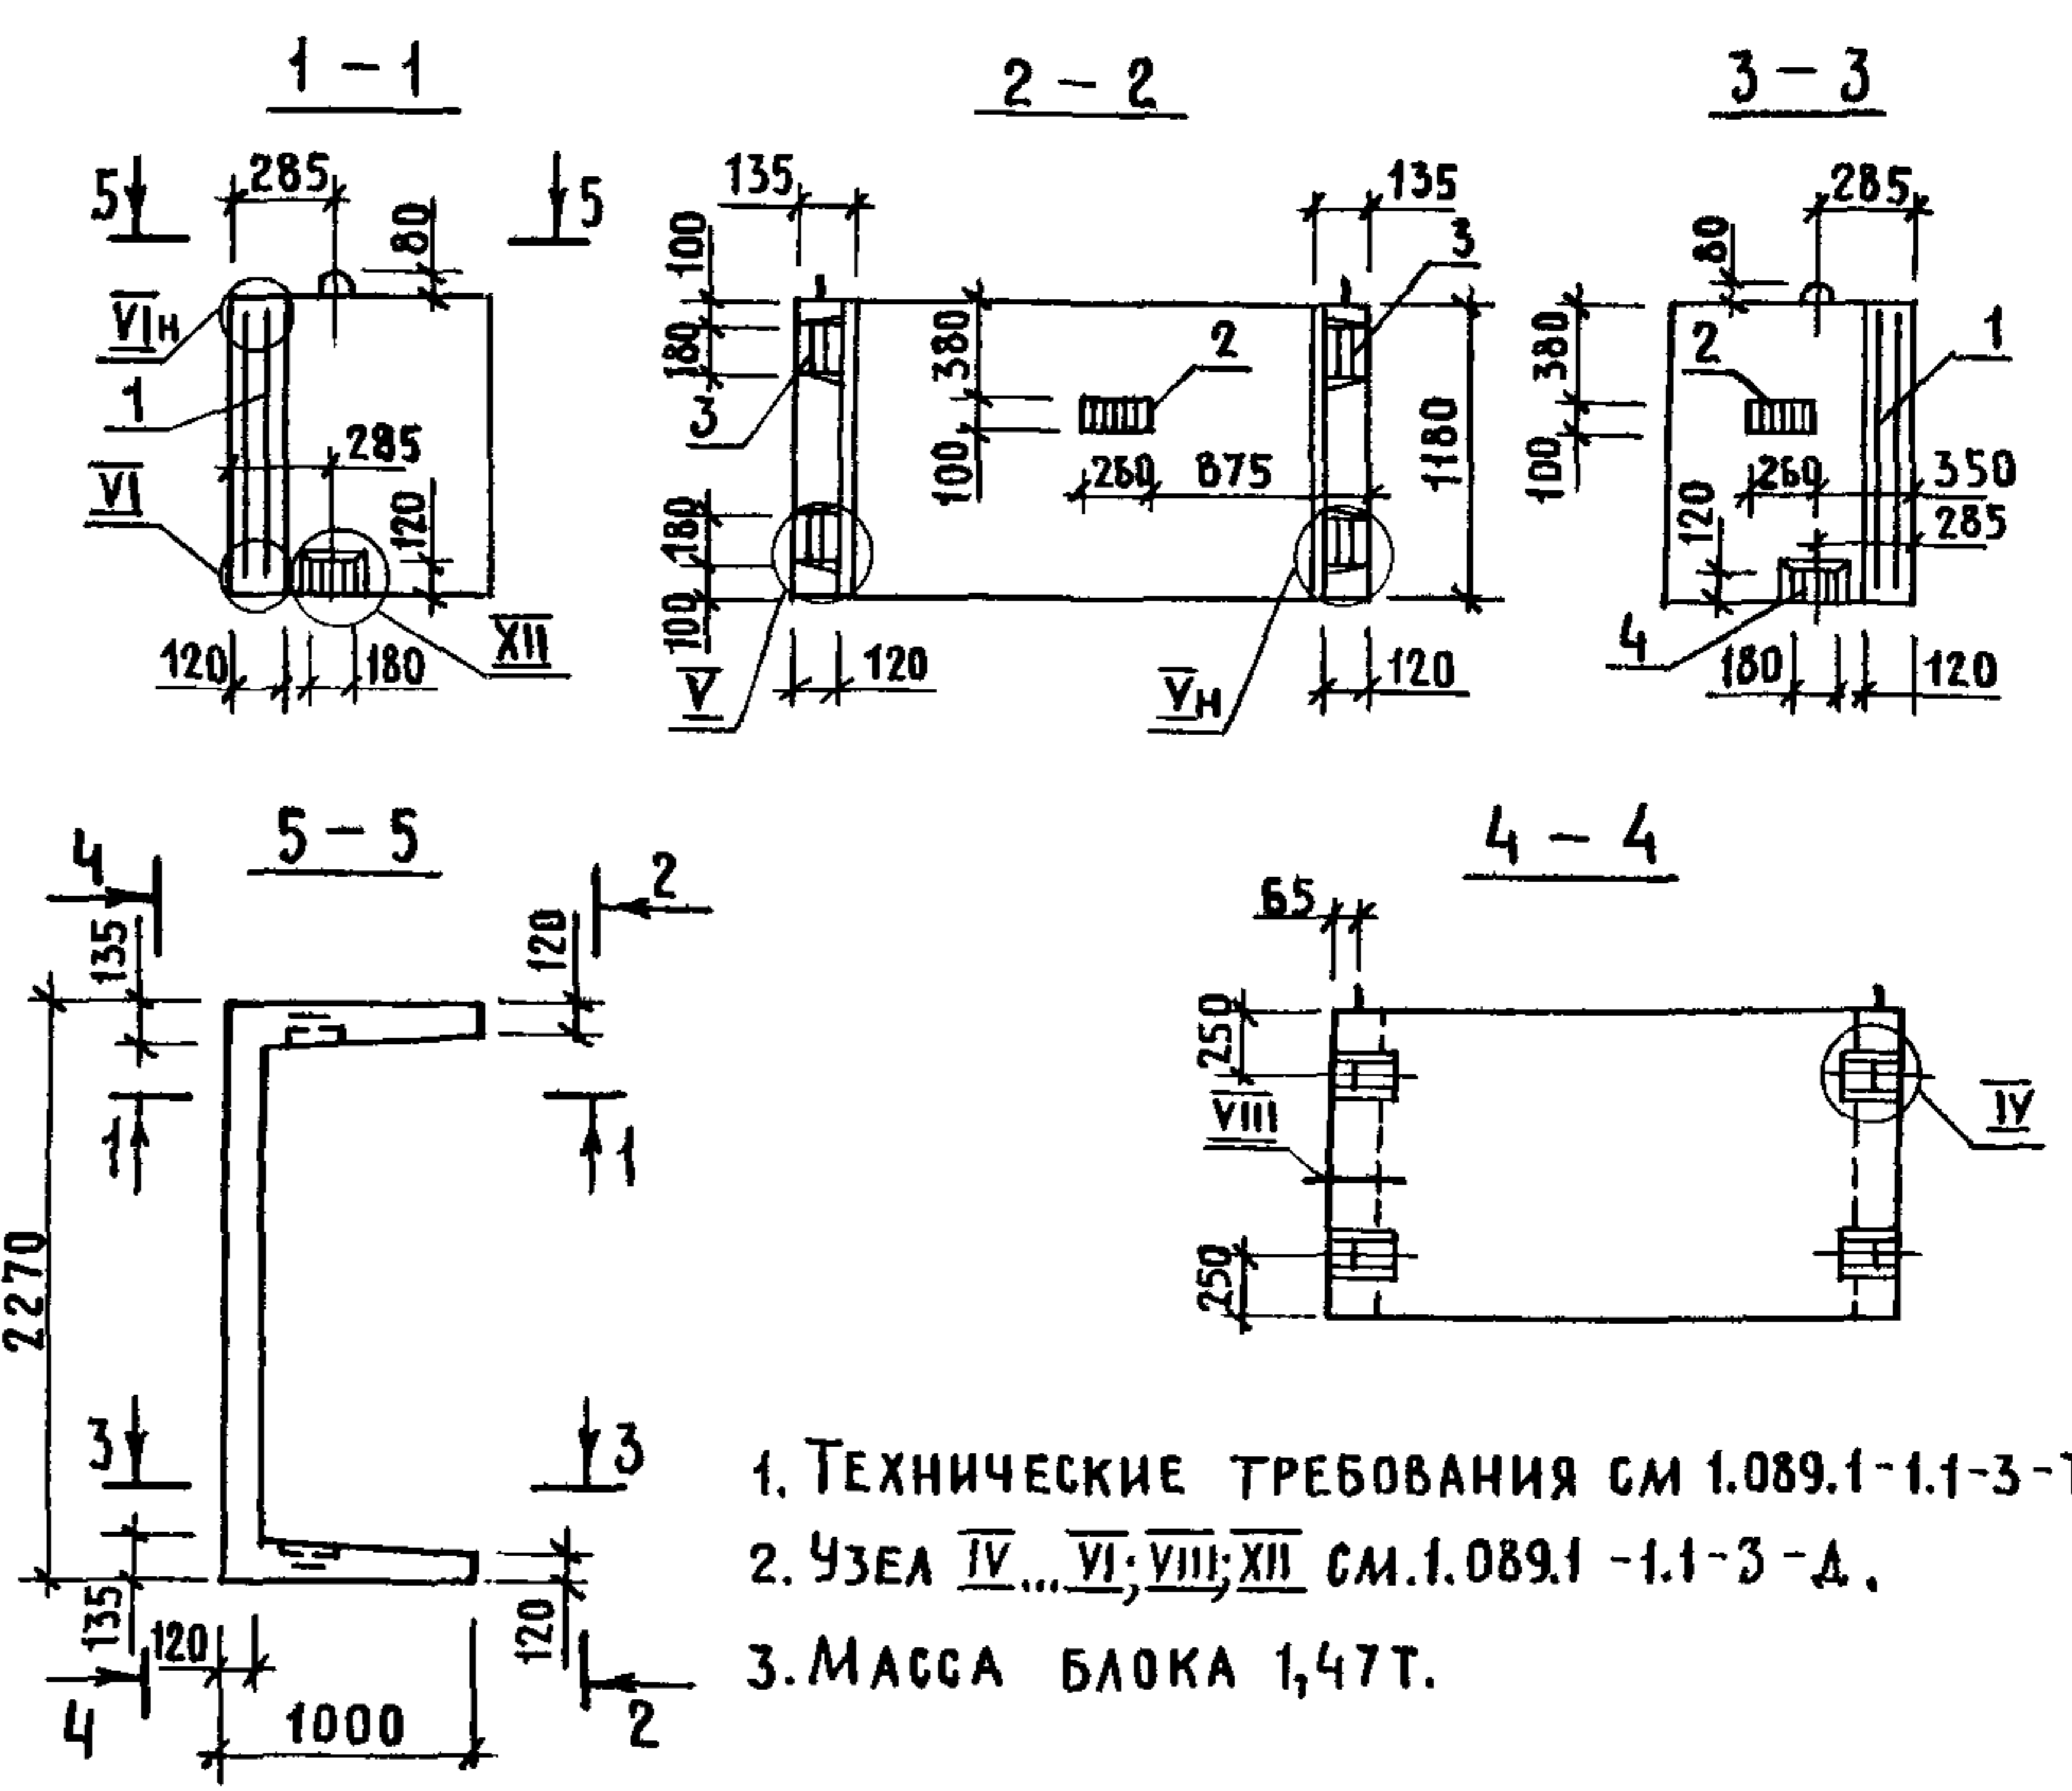 1 – 1
2 – 2
3 – 3
5 285 80 5
VIн
1
VI
285
120
120 180
XII
135 135
100
180
3
3
380
2
100
260 875
1180
180
100
V 120
Vн 120
285
80
380
2
1
100
260 350
285
120
4
180 120
5 – 5
4 – 4
4 2
135 120
1 1
2270
3 3
135 120
120
4 2
1000
65
250
VIII
IV
250
1. Технические требования см 1.089.1-1.1-3-Т
2. Узел IV...VI; VIII; XII см.1.089.1-1.1-3-Д.
3. Масса блока 1,47т.